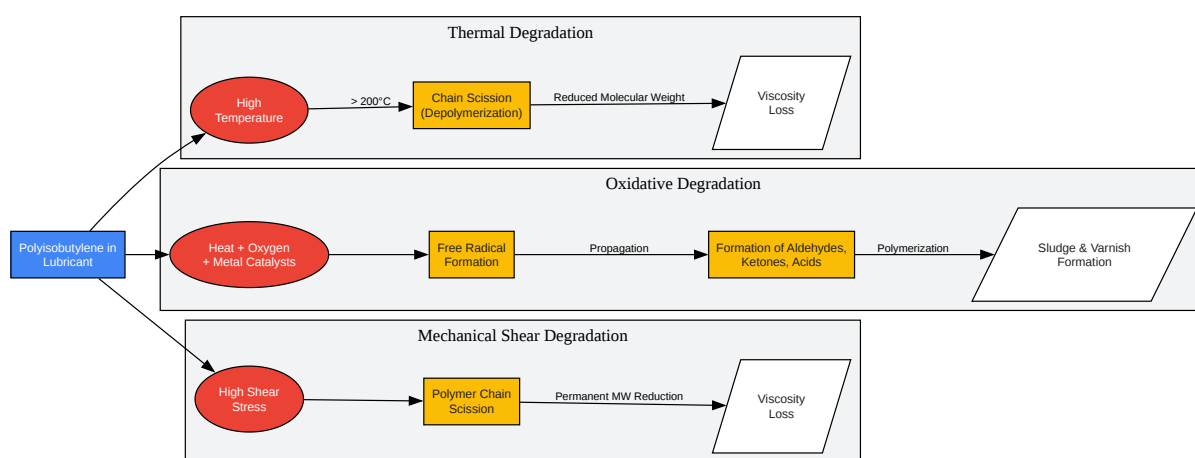 Thermal Degradation
High
Temperature
> 200°C
Chain Scission
(Depolymerization)
Reduced Molecular Weight
Viscosity
Loss
Oxidative Degradation
Polyisobutylene in
Lubricant
Heat + Oxygen
+ Metal Catalysts
Free Radical
Formation
Propagation
Formation of Aldehydes,
Ketones, Acids
Polymerization
Sludge & Varnish
Formation
Mechanical Shear Degradation
High Shear
Stress
Polymer Chain
Scission
Permanent MW Reduction
Viscosity
Loss